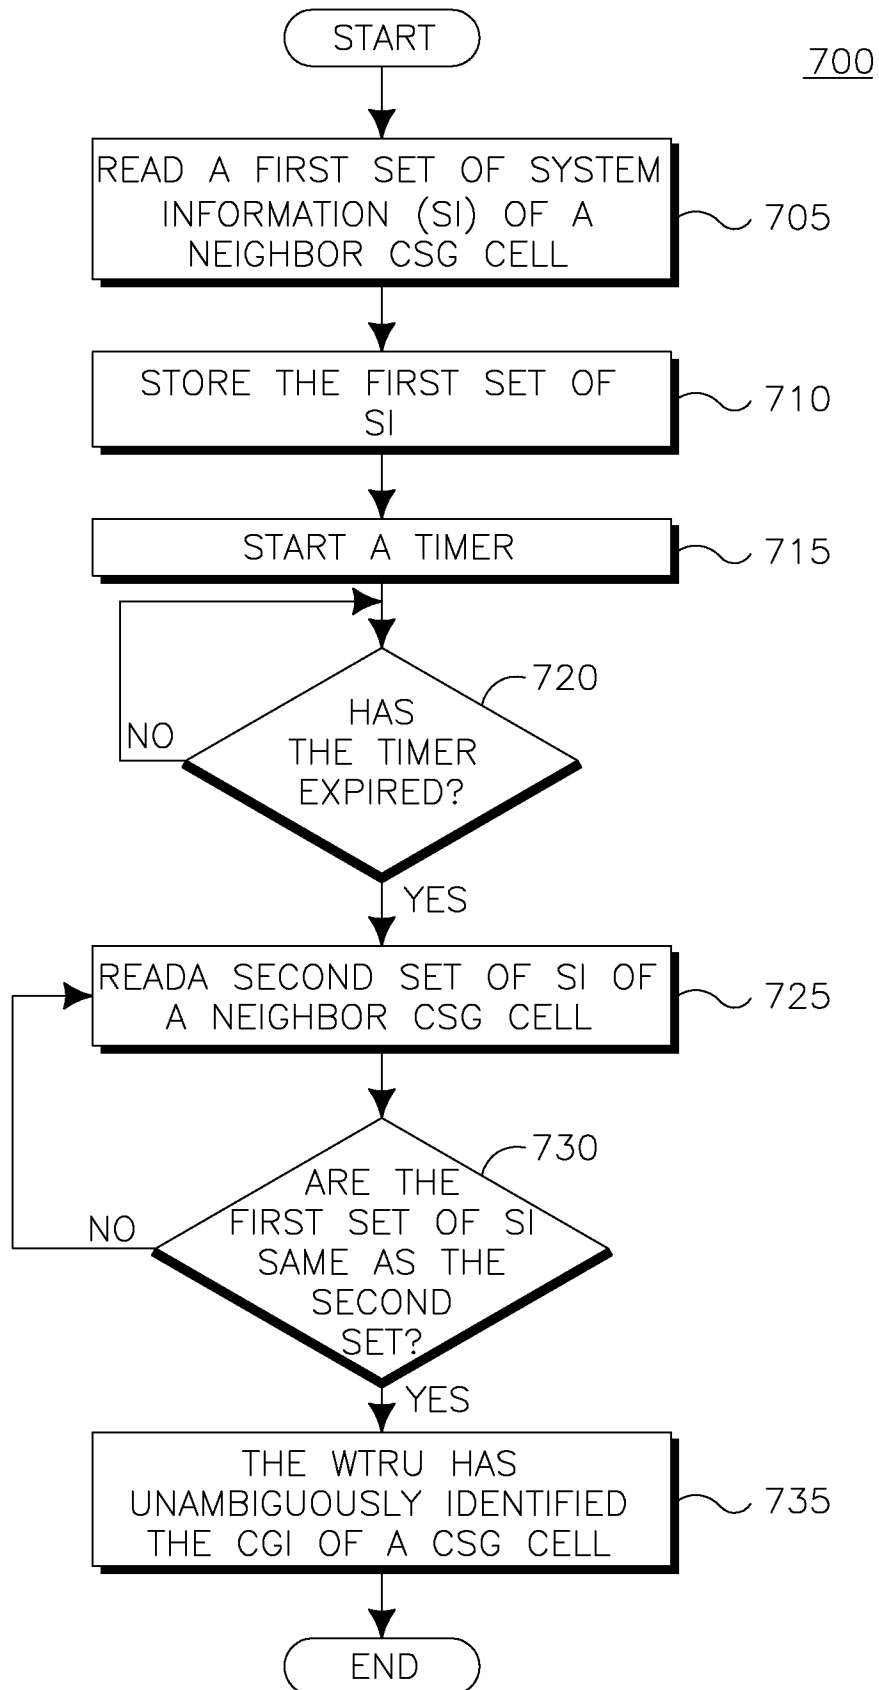 START
700
READ A FIRST SET OF SYSTEM
INFORMATION (SI) OF A
NEIGHBOR CSG CELL
705
STORE THE FIRST SET OF
SI
710
START A TIMER
715
720
HAS
THE TIMER
EXPIRED?
NO
YES
READA SECOND SET OF SI OF
A NEIGHBOR CSG CELL
725
730
ARE THE
FIRST SET OF SI
SAME AS THE
SECOND
SET?
NO
YES
THE WTRU HAS
UNAMBIGUOUSLY IDENTIFIED
THE CGI OF A CSG CELL
735
END